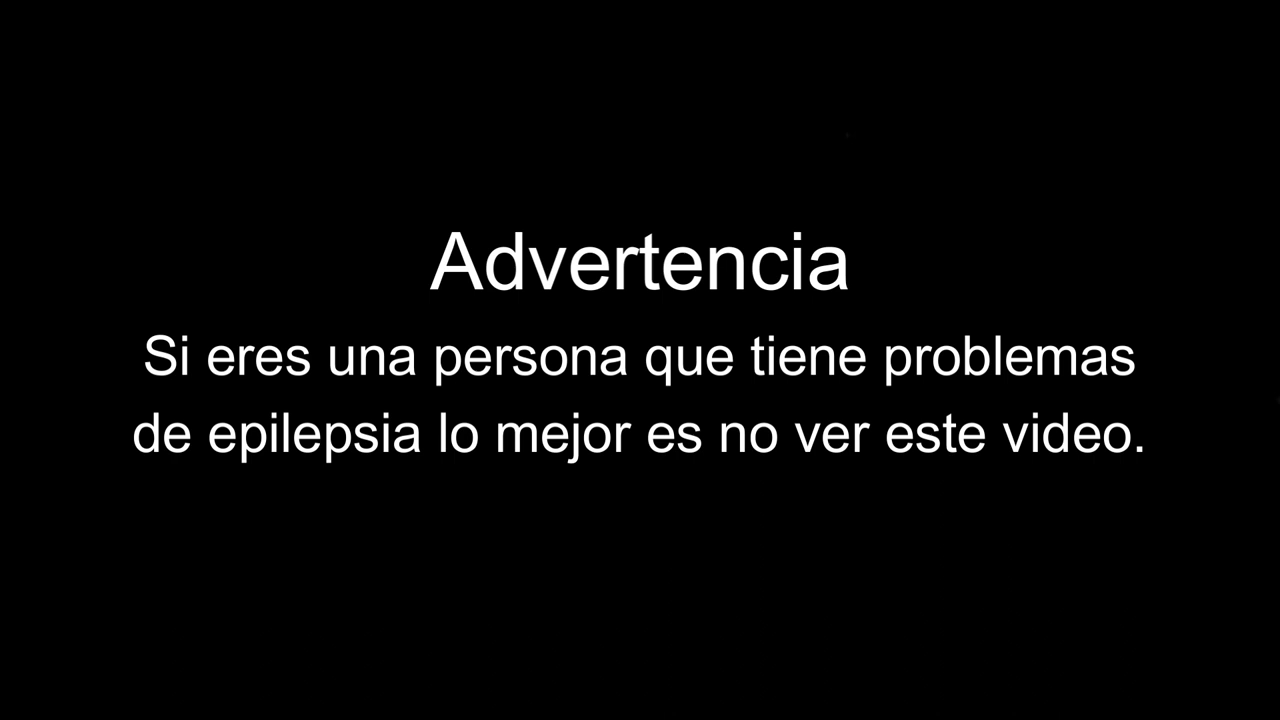 Advertencia
Si eres una persona que tiene problemas
de epilepsia lo mejor es no ver este video.